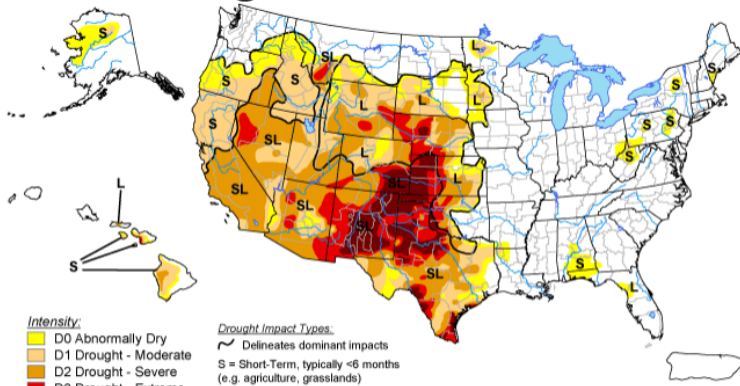 S
SL
L
S
S
L
L
L
S
S
SL
S
S
S
L
SL
L
SL
L
SL
SL
SL
S
L
L
S
Intensity:
D0 Abnormally Dry
D1 Drought - Moderate
D2 Drought - Severe
Drought Impact Types:
Delineates dominant impacts
S = Short-Term, typically <6 months
(e.g. agriculture, grasslands)